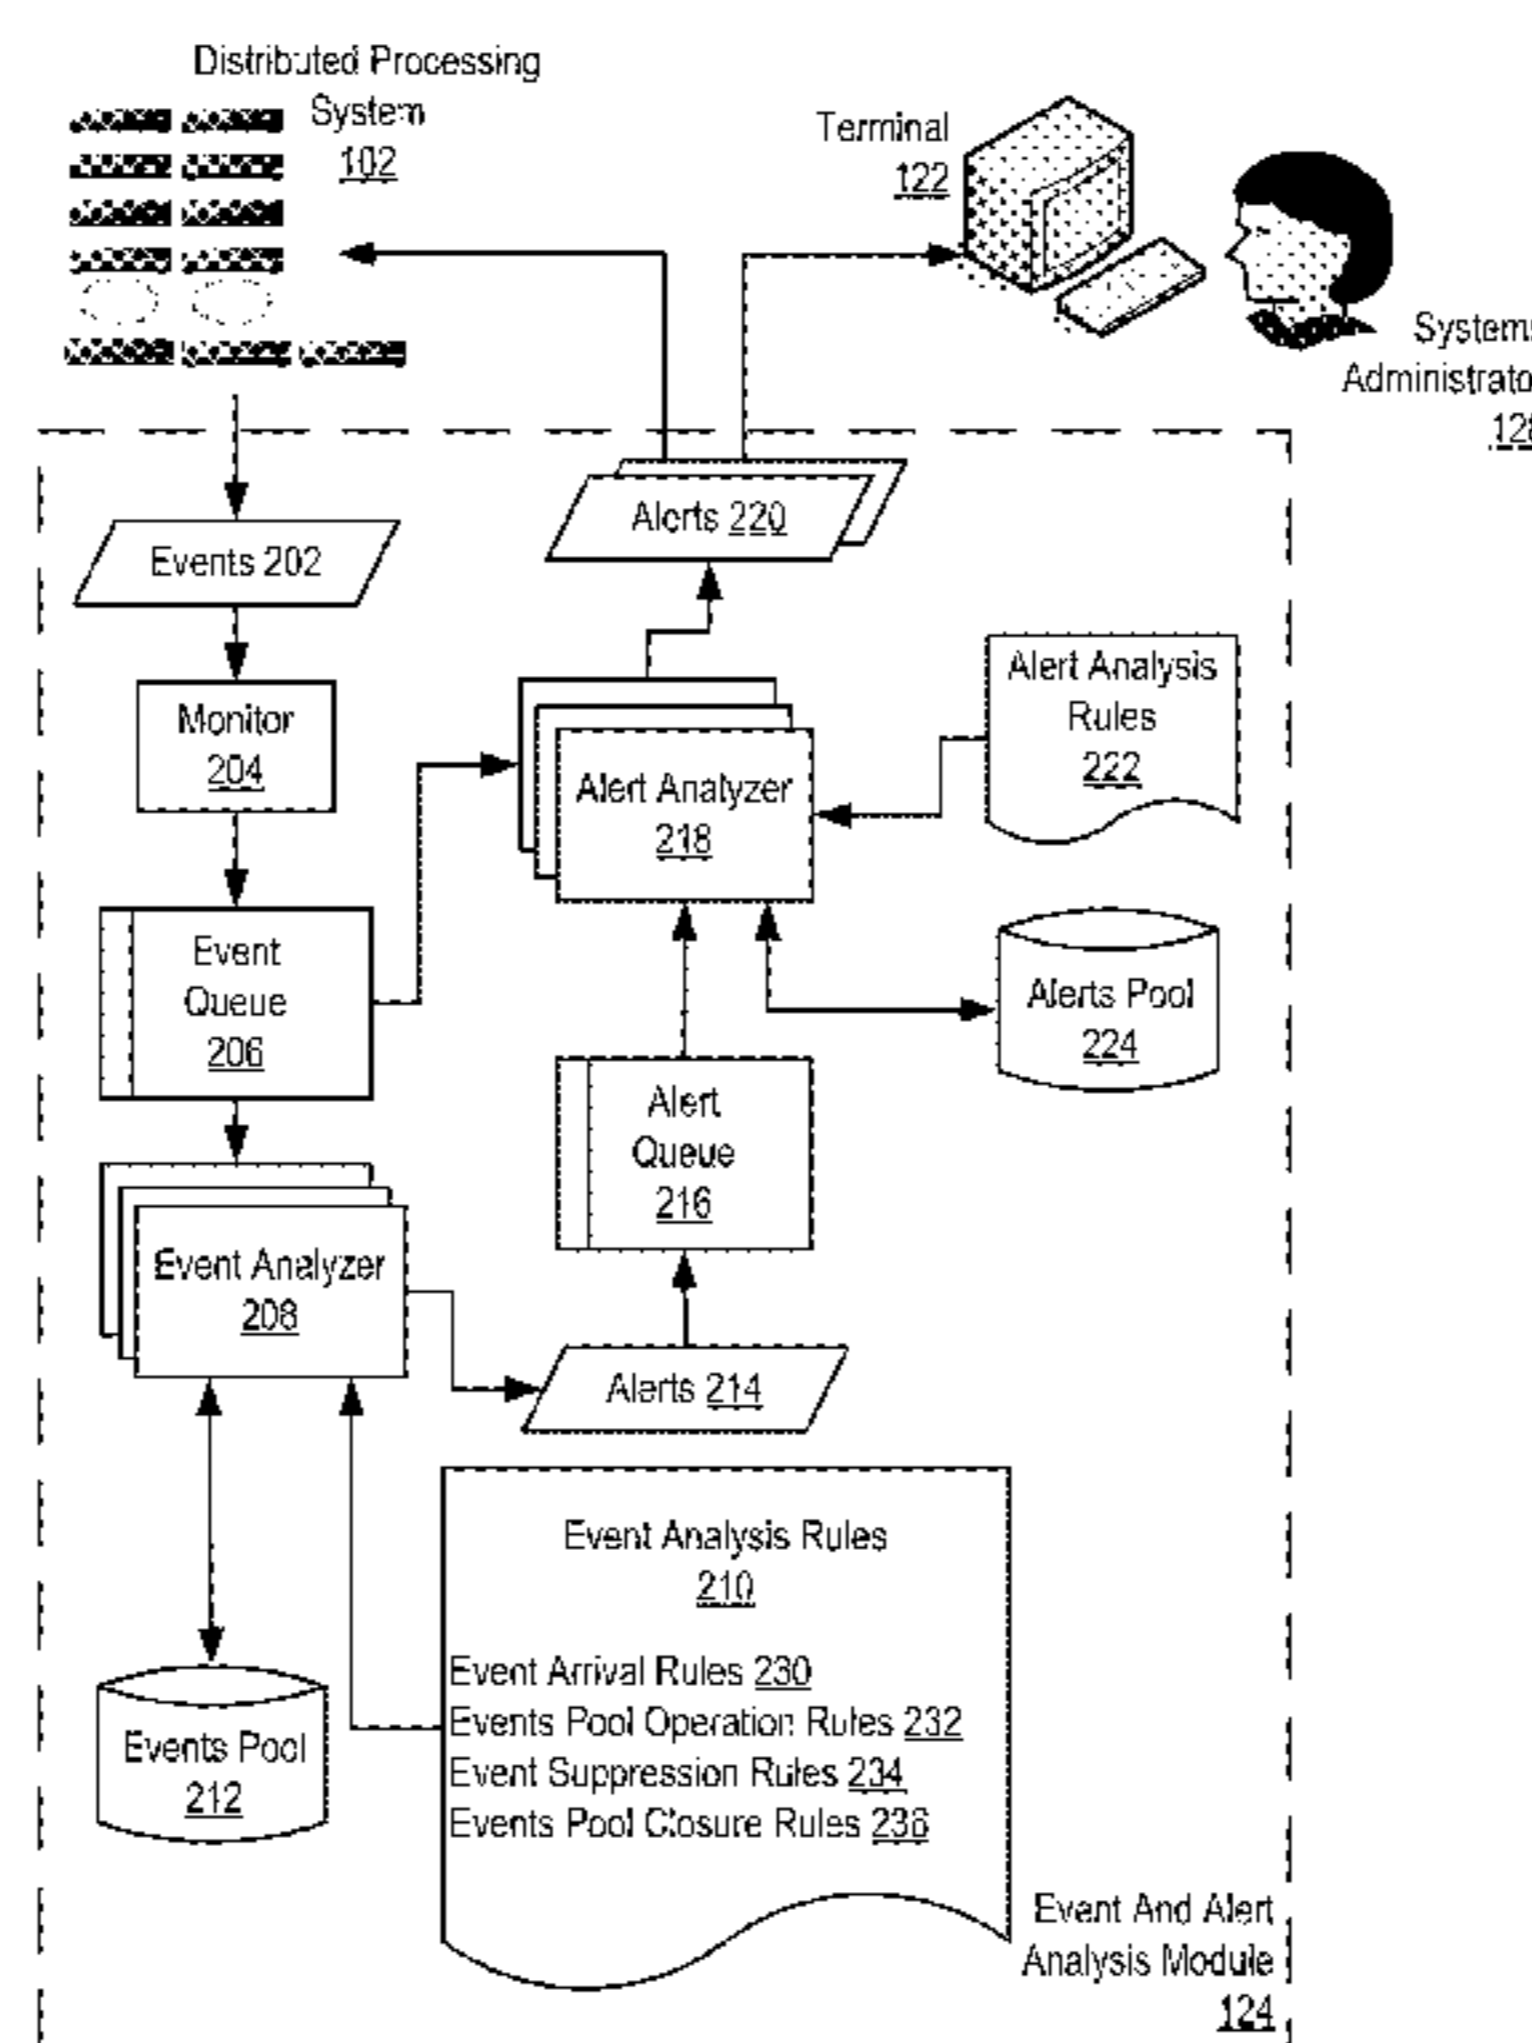 Distributed Processing
System
102
Terminal
122
Systems
Administrato
128
Alerts 220
Events 202
Monitor
204
Alert Analysis
Rules
222
Alert Analyzer
218
Event
Queue
206
Alerts Pool
224
Alert
Queue
216
Event Analyzer
208
Alerts 214
Event Analysis Rules
210
Event Arrival Rules 230
Events Pool Operation Rules 232
Event Suppression Rules 234
Events Pool Closure Rules 236
Events Pool
212
Event And Alert
Analysis Module
124